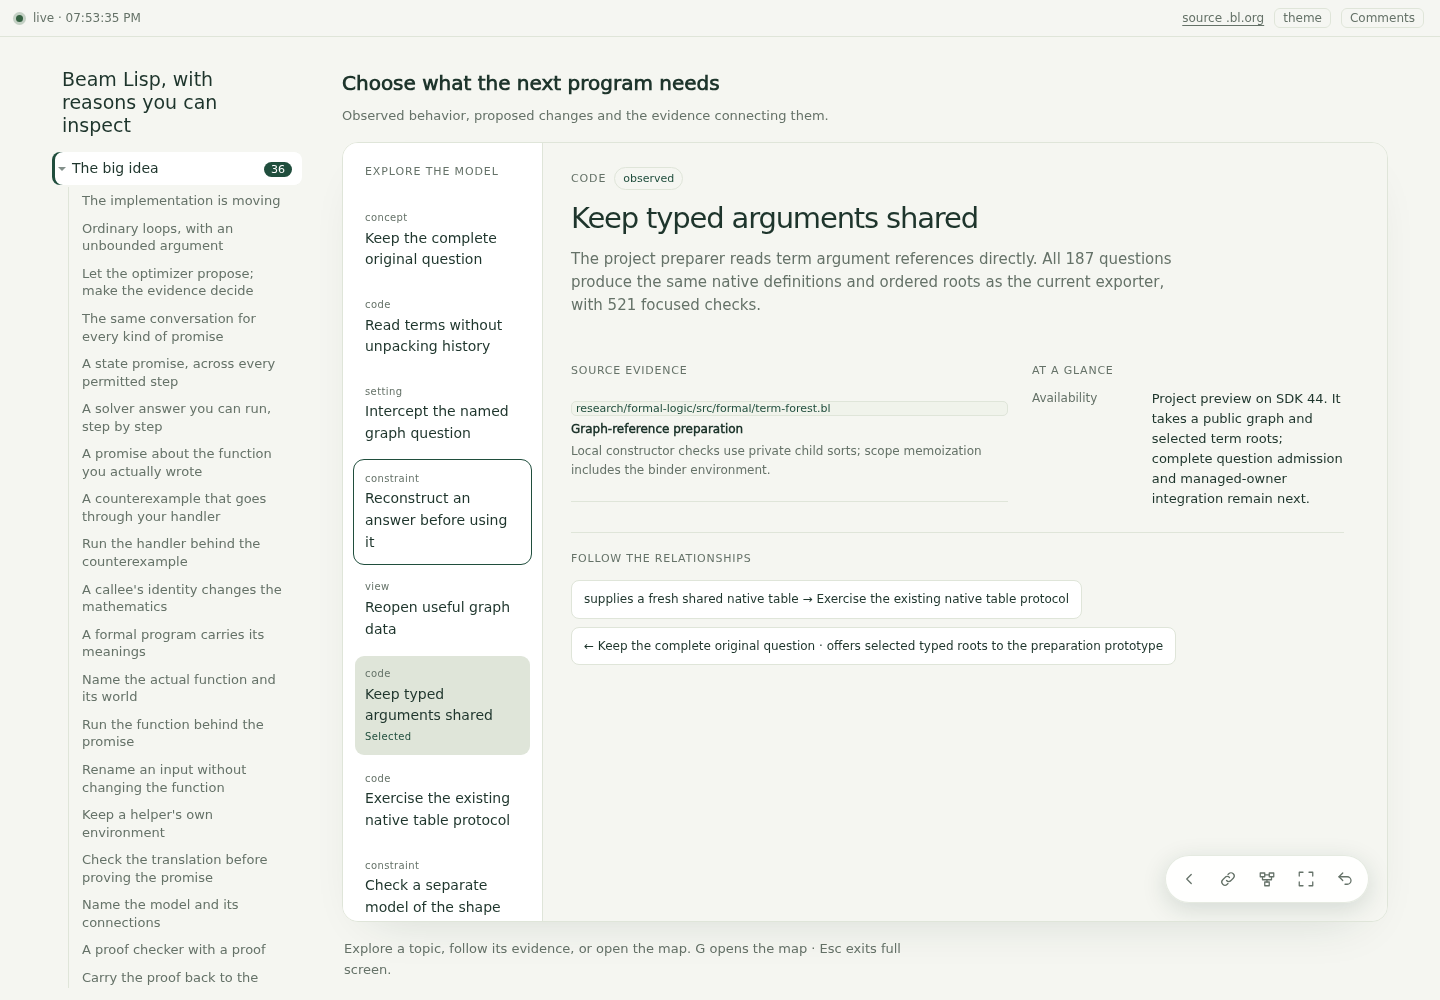 live · 07:53:35 PM
source .bl.org
theme
Comments
Beam Lisp, with
reasons you can
inspect
The big idea
36
The implementation is moving
Ordinary loops, with an
unbounded argument
Let the optimizer propose;
make the evidence decide
The same conversation for
every kind of promise
A state promise, across every
permitted step
A solver answer you can run,
step by step
A promise about the function
you actually wrote
A counterexample that goes
through your handler
Run the handler behind the
counterexample
A callee's identity changes the
mathematics
A formal program carries its
meanings
Name the actual function and
its world
Run the function behind the
promise
Rename an input without
changing the function
Keep a helper's own
environment
Check the translation before
proving the promise
Name the model and its
connections
A proof checker with a proof
Carry the proof back to the
Choose what the next program needs
Observed behavior, proposed changes and the evidence connecting them.
EXPLORE THE MODEL
concept
Keep the complete
original question
code
Read terms without
unpacking history
setting
Intercept the named
graph question
constraint
Reconstruct an
answer before using
it
view
Reopen useful graph
data
code
Keep typed
arguments shared
Selected
code
Exercise the existing
native table protocol
constraint
Check a separate
model of the shape
CODE
observed
Keep typed arguments shared
The project preparer reads term argument references directly. All 187 questions
produce the same native definitions and ordered roots as the current exporter,
with 521 focused checks.
SOURCE EVIDENCE
research/formal-logic/src/formal/term-forest.bl
Graph-reference preparation
Local constructor checks use private child sorts; scope memoization
includes the binder environment.
AT A GLANCE
Availability
Project preview on SDK 44. It
takes a public graph and
selected term roots;
complete question admission
and managed-owner
integration remain next.
FOLLOW THE RELATIONSHIPS
supplies a fresh shared native table → Exercise the existing native table protocol
← Keep the complete original question · offers selected typed roots to the preparation prototype
Explore a topic, follow its evidence, or open the map. G opens the map · Esc exits full
screen.